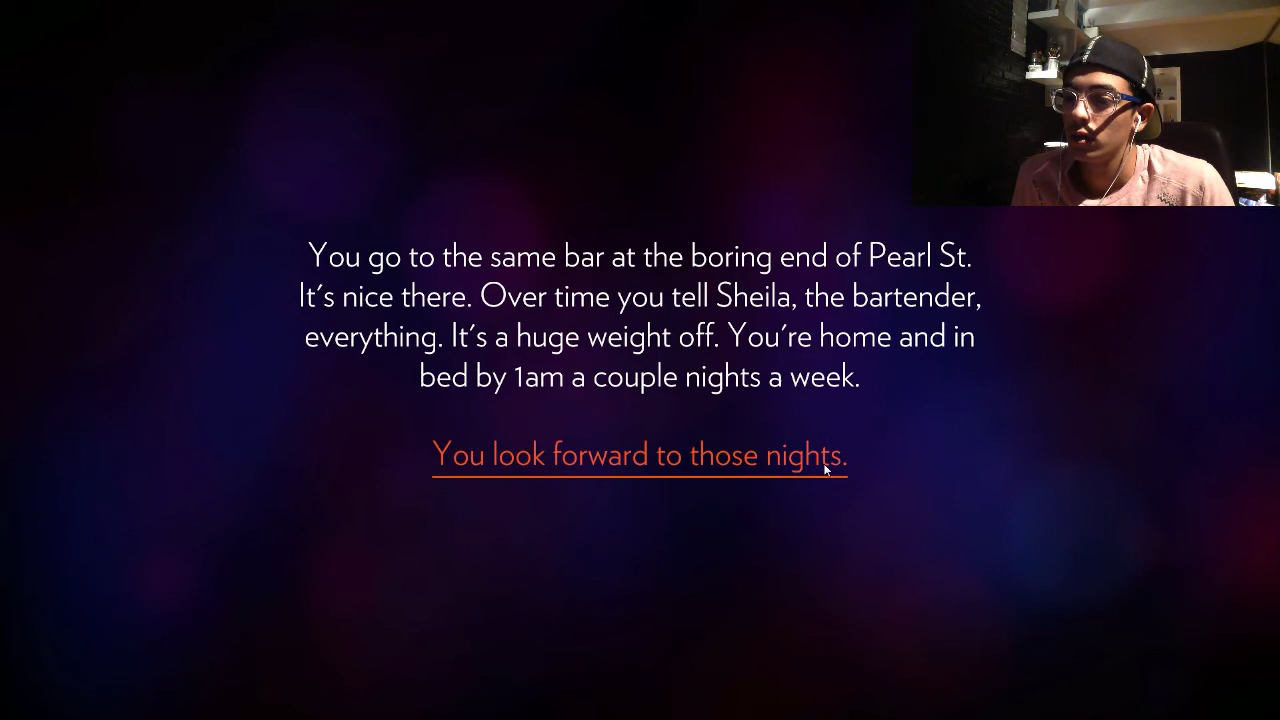 You go to the same bar at the boring end of Pearl St.
It's nice there. Over time you tell Sheila, the bartender,
everything. It's a huge weight off. You're home and in
bed by 1am a couple nights a week.
You look forward to those nights.